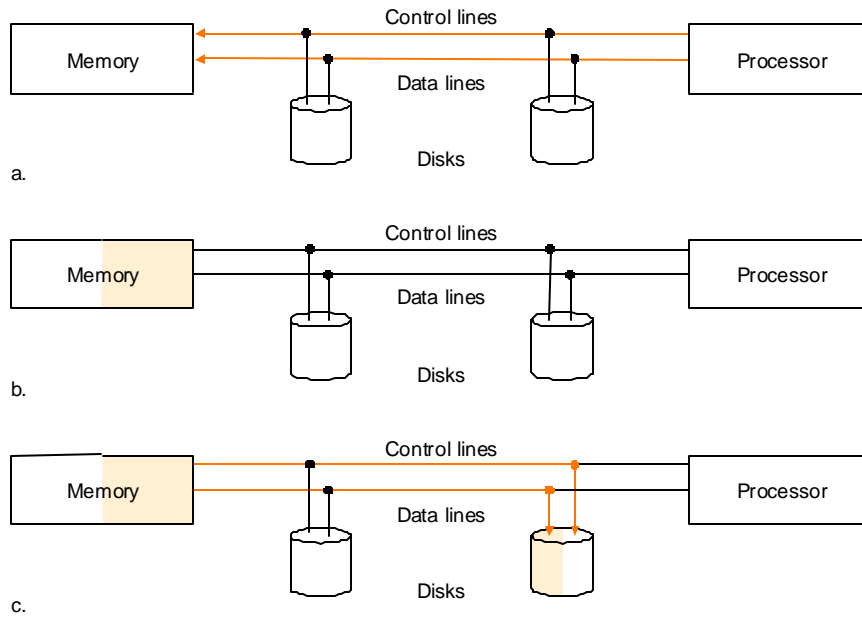 Control lines
Memory
Processor
Data lines
Disks
a.
Control lines
Memory
Processor
Data lines
Disks
b.
Control lines
Memory
Processor
Data lines
Disks
c.